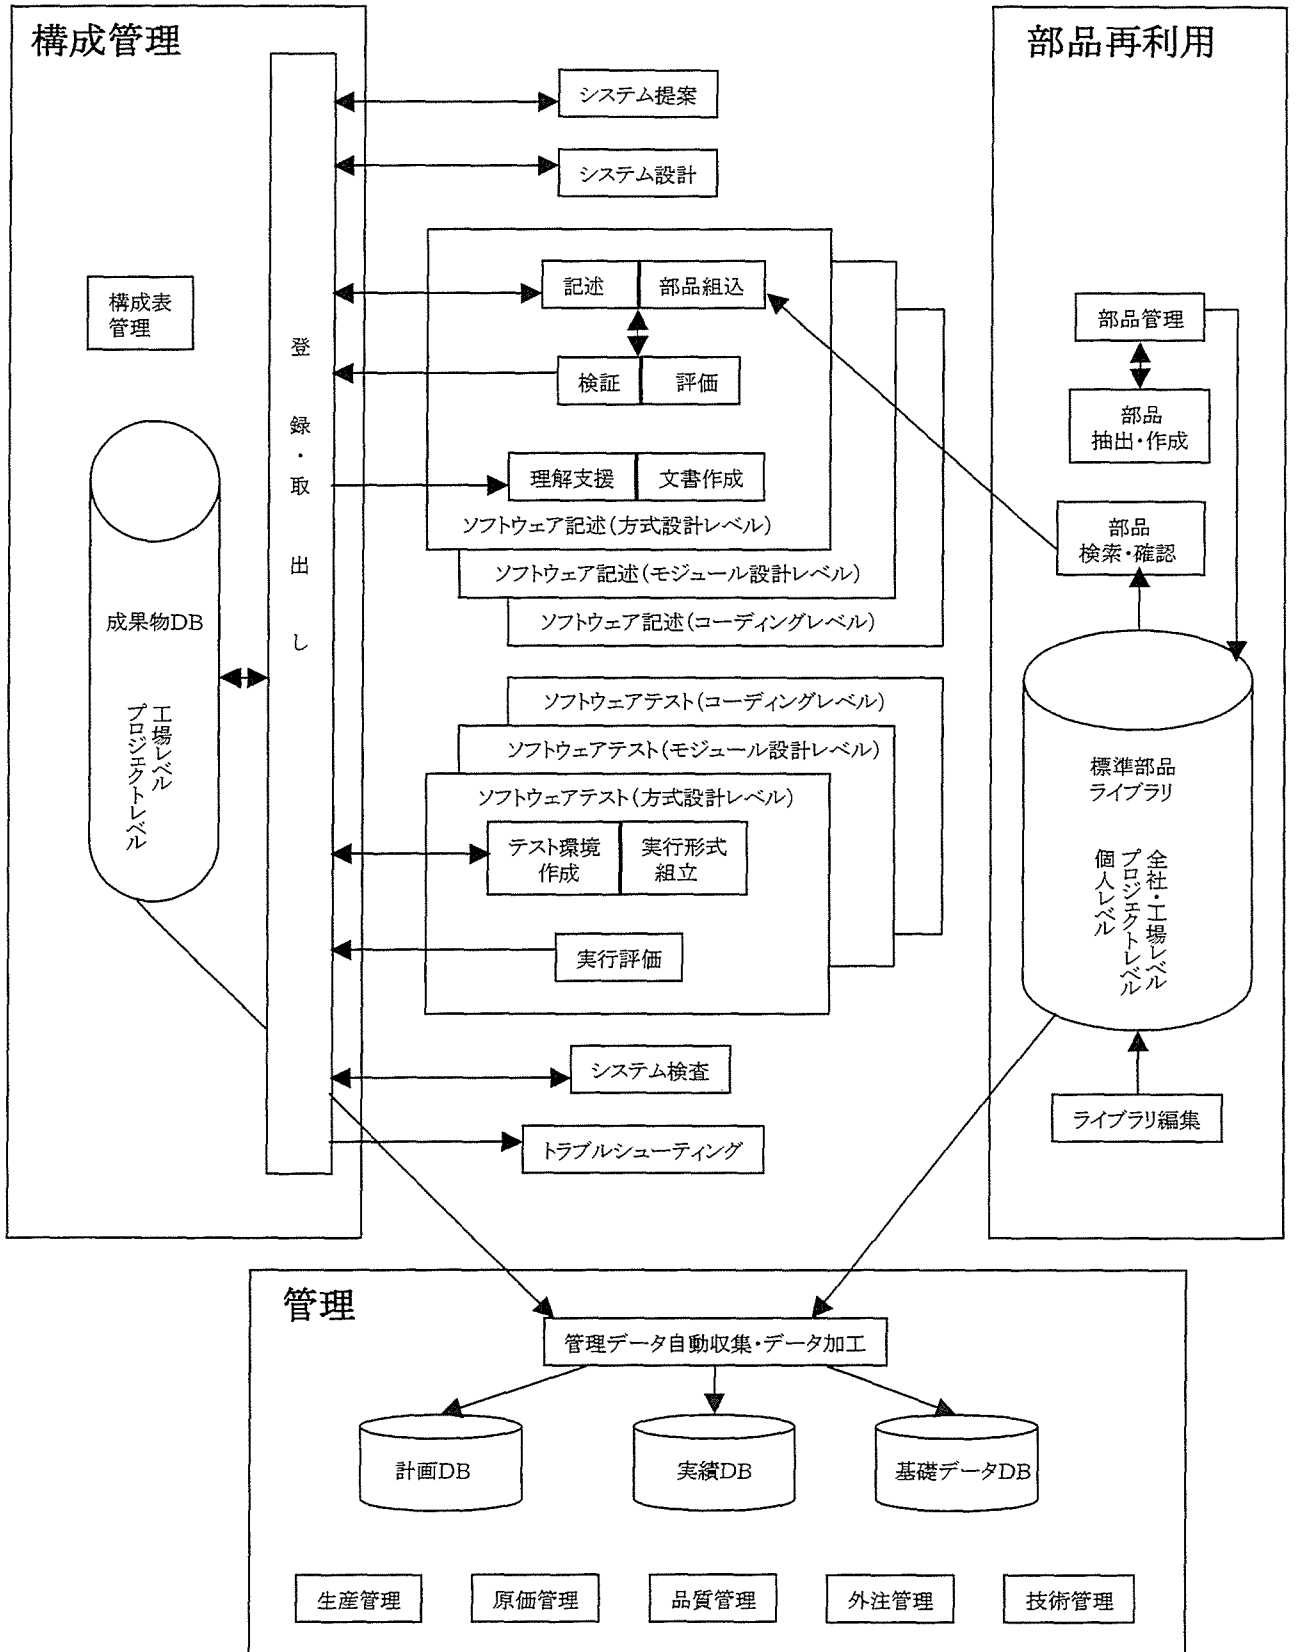 構成管理
部品再利用
システム提案
システム設計
構成表
管理
登録・取出し
成果物DB
工場レベル
プロジェクトレベル
記述
部品組込
検証
評価
理解支援
文書作成
ソフトウェア記述(方式設計レベル)
ソフトウェア記述(モジュール設計レベル)
ソフトウェア記述(コーディングレベル)
ソフトウェアテスト(コーディングレベル)
ソフトウェアテスト(モジュール設計レベル)
ソフトウェアテスト(方式設計レベル)
テスト環境
作成
実行形式
組立
実行評価
システム検査
トラブルシューティング
部品管理
部品
抽出・作成
部品
検索・確認
標準部品
ライブラリ
全社・工場レベル
プロジェクトレベル
個人レベル
ライブラリ編集
管理
管理データ自動収集・データ加工
計画DB
実績DB
基礎データDB
生産管理
原価管理
品質管理
外注管理
技術管理